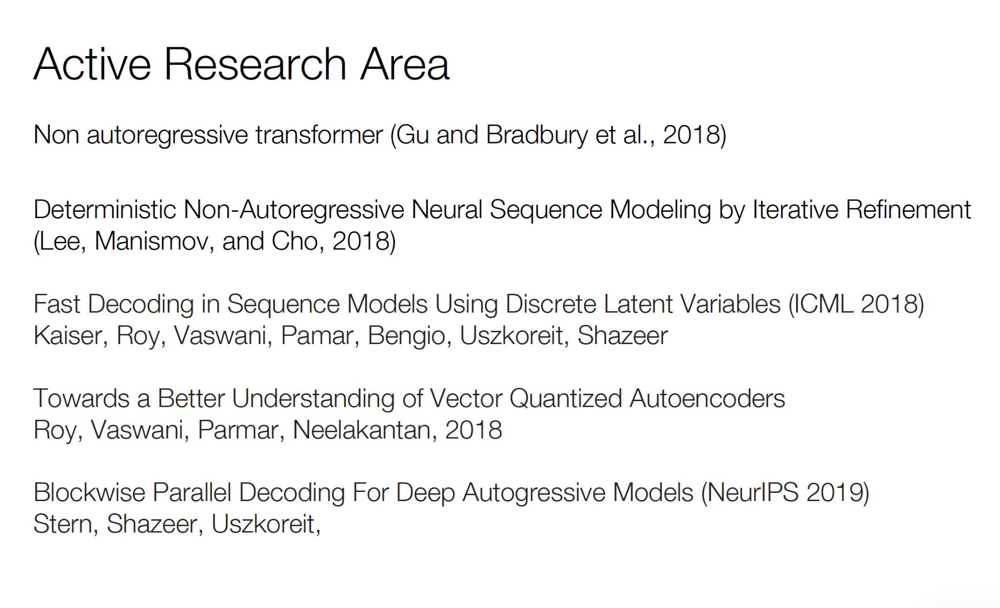 Active Research Area
Non autoregressive transformer (Gu and Bradbury et al., 2018)
Deterministic Non-Autoregressive Neural Sequence Modeling by Iterative Refinement
(Lee, Manismov, and Cho, 2018)
Fast Decoding in Sequence Models Using Discrete Latent Variables (ICML 2018)
Kaiser, Roy, Vaswani, Pamar, Bengio, Uszkoreit, Shazeer
Towards a Better Understanding of Vector Quantized Autoencoders
Roy, Vaswani, Parmar, Neelakantan, 2018
Blockwise Parallel Decoding For Deep Autogressive Models (NeurIPS 2019)
Stern, Shazeer, Uszkoreit,